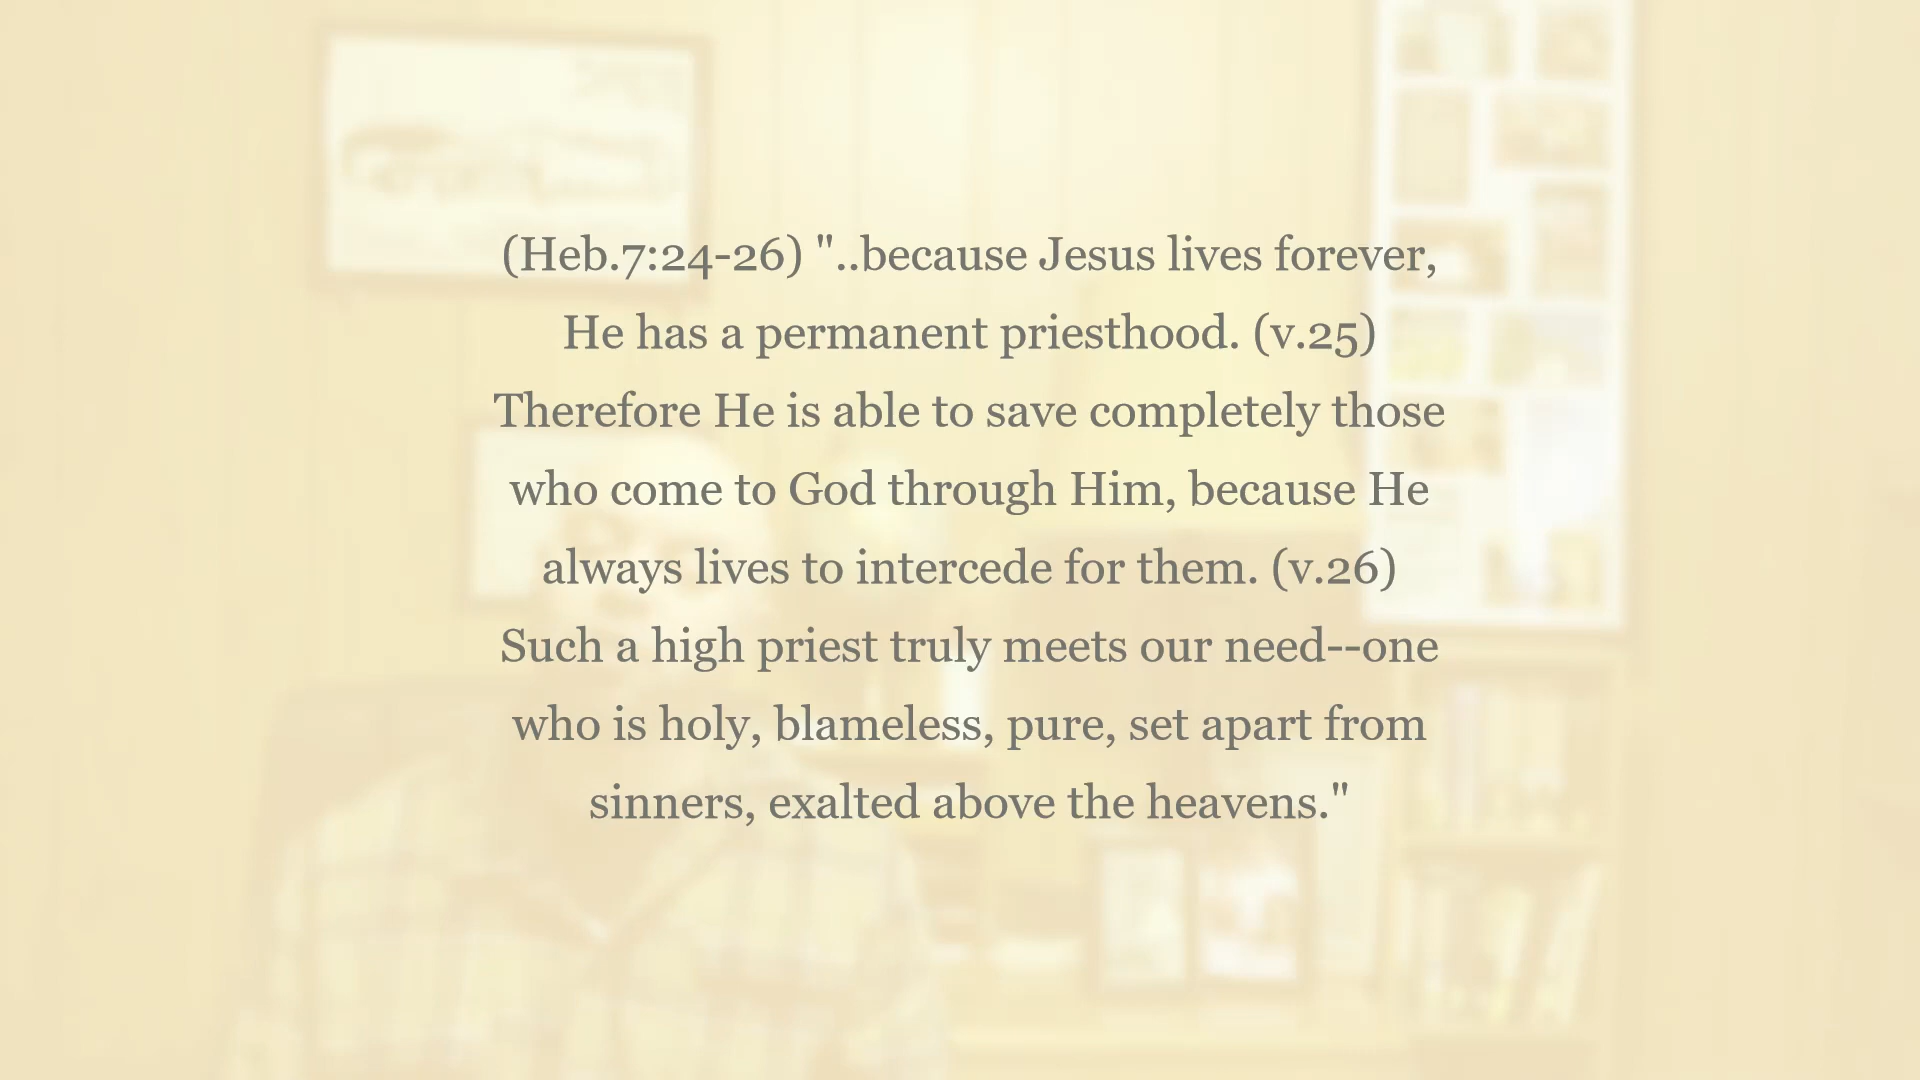 (Heb.7:24-26) "..because Jesus lives forever,
He has a permanent priesthood. (v.25)
Therefore He is able to save completely those
who come to God through Him, because He
always lives to intercede for them. (v.26)
Such a high priest truly meets our need--one
who is holy, blameless, pure, set apart from
sinners, exalted above the heavens."